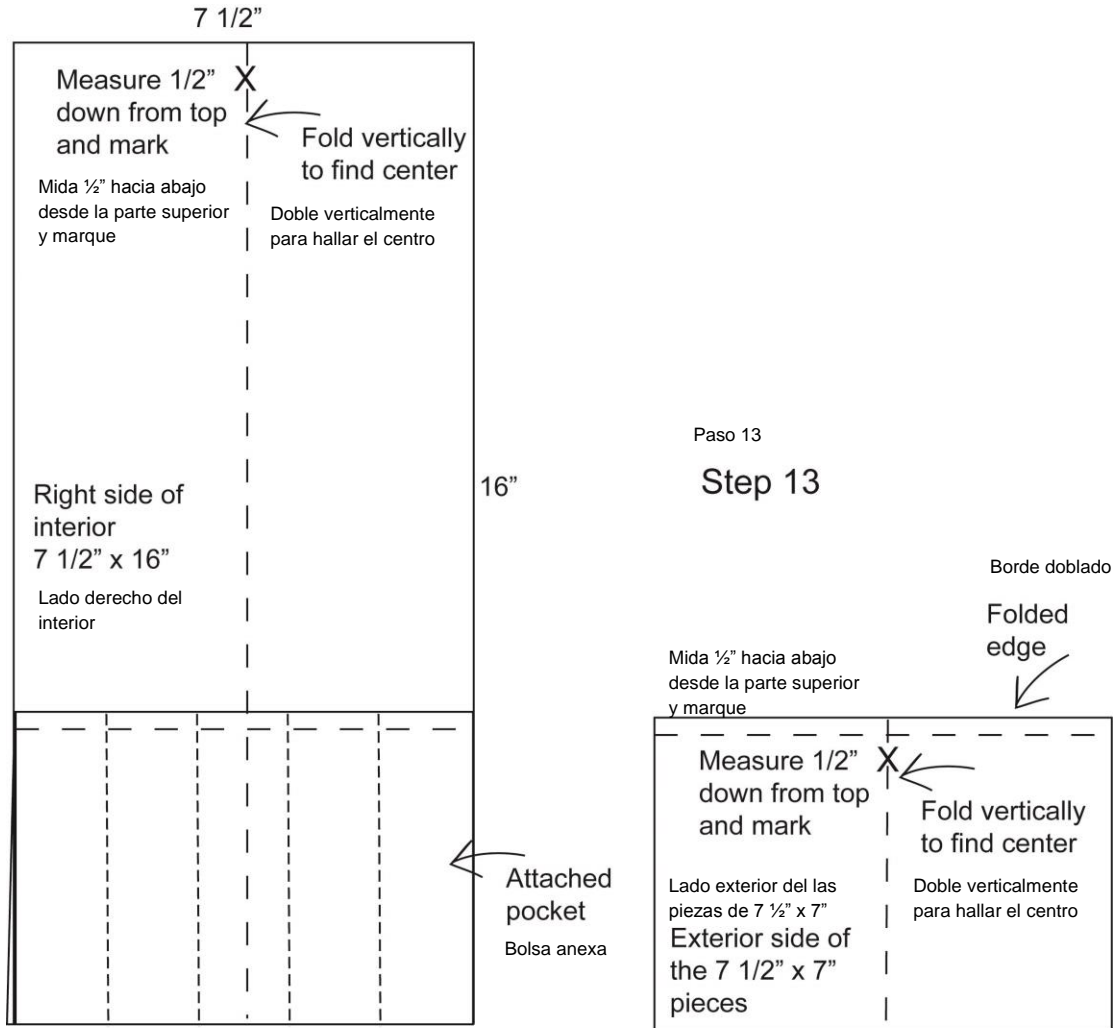 7 1/2”
Measure 1/2” X
down from top
and mark
Fold vertically
to find center
Mida ½” hacia abajo
desde la parte superior
y marque
Doble verticalmente
para hallar el centro
16”
Right side of
interior
7 1/2” x 16”
Lado derecho del
interior
Attached
pocket
Bolsa anexa
Paso 13
Step 13
Borde doblado
Folded
edge
Mida ½” hacia abajo
desde la parte superior
y marque
Measure 1/2” X
down from top
and mark
Fold vertically
to find center
Lado exterior del las
piezas de 7 ½” x 7”
Doble verticalmente
para hallar el centro
Exterior side of
the 7 1/2” x 7”
pieces